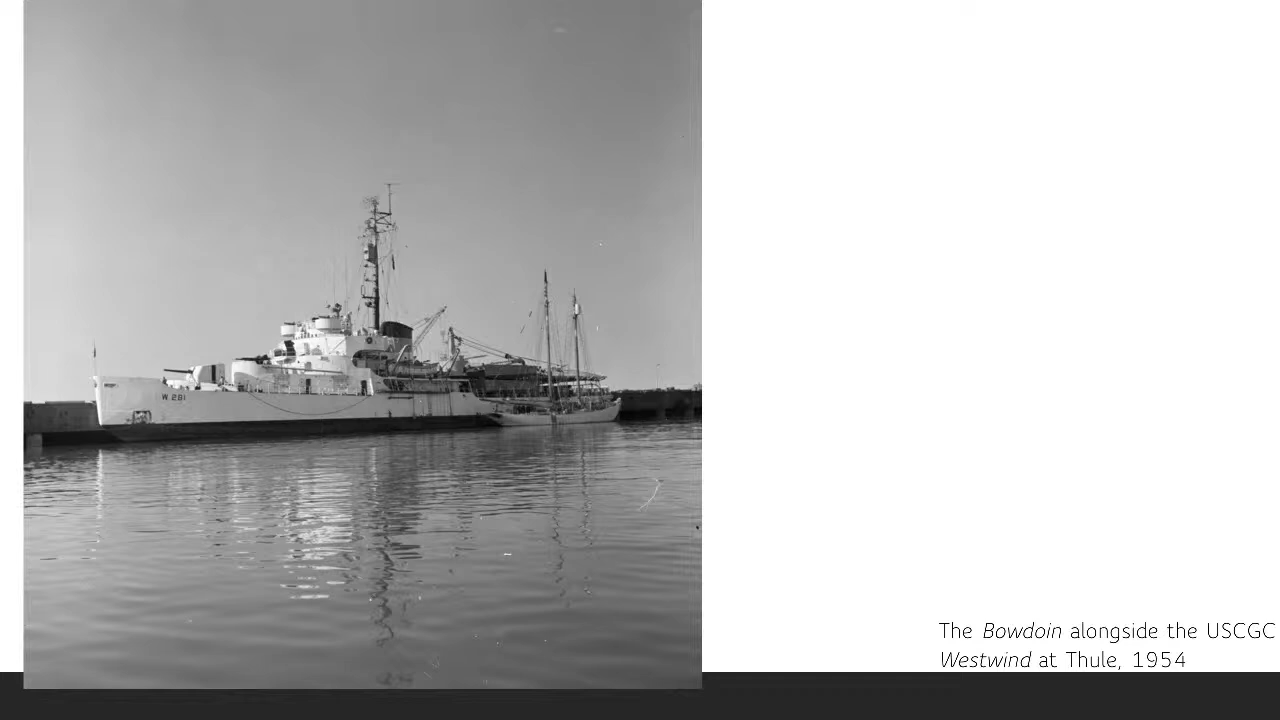 W 281
The Bowdoin alongside the USCGC
Westwind at Thule, 1954